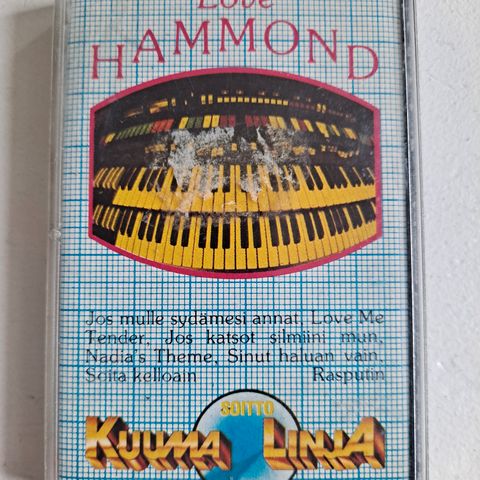 Love
HAMMOND
Jos mulle sydämesi annat, Love Me
Tender, Jos katsot silmiini mun,
Nadia's Theme, Sinut haluan vain,
Soita kelloain Rasputin
SOITTO
KUUMA LINJA